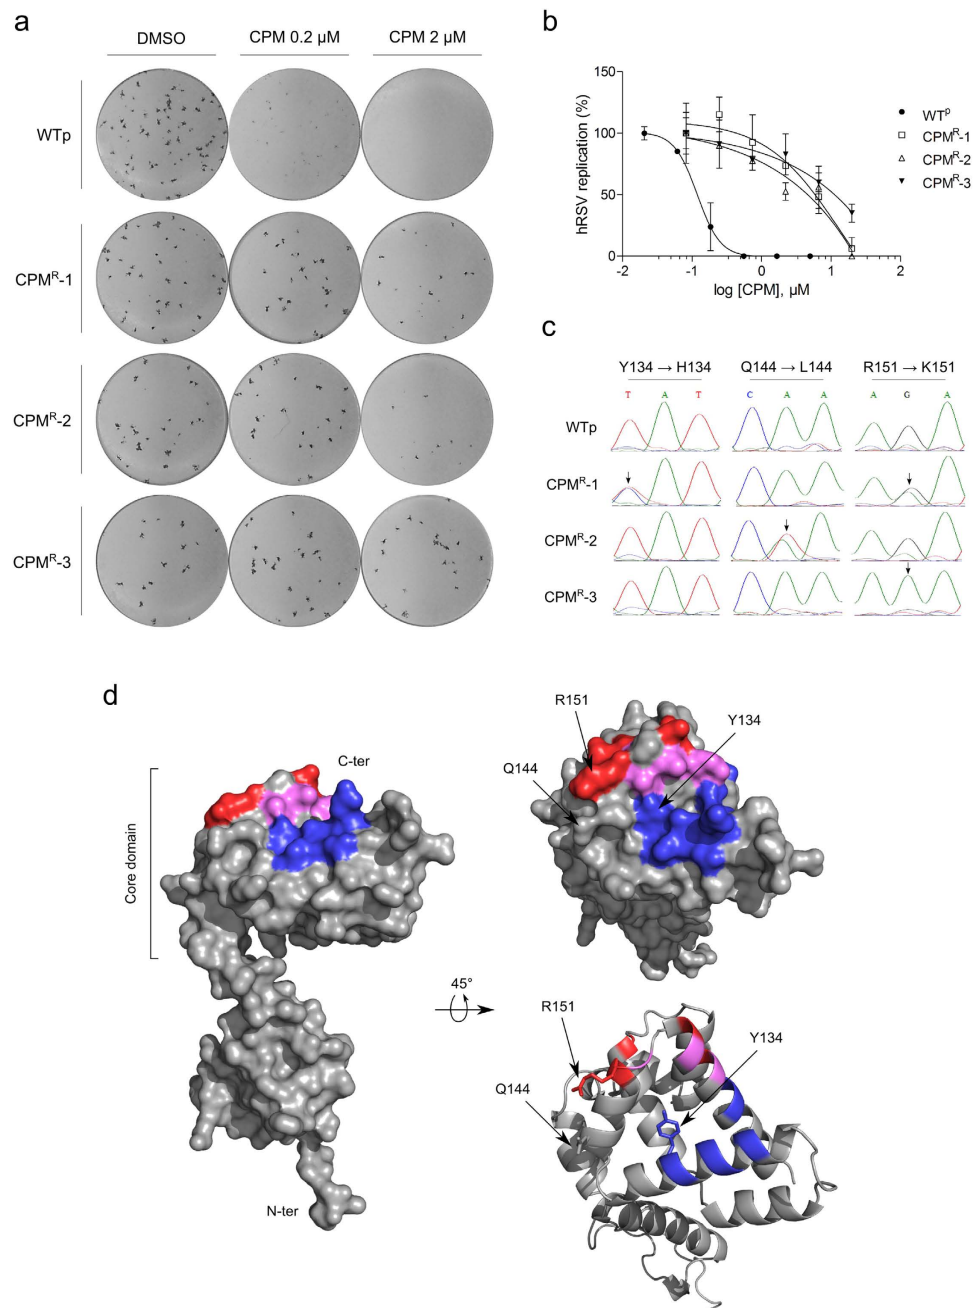 a
DMSO
CPM 0.2 µM
CPM 2 µM
WTp
CPMR-1
CPMR-2
CPMR-3
b
150
100
50
0
hRSV replication (%)
-2
-1
0
1
2
log [CPM], µM
WTp
CPMR-1
CPMR-2
CPMR-3
c
Y134 → H134
Q144 → L144
R151 → K151
T A T
C A A
A G A
WTp
CPMR-1
CPMR-2
CPMR-3
d
C-ter
Core domain
N-ter
45°
R151
Y134
Q144
R151
Y134
Q144